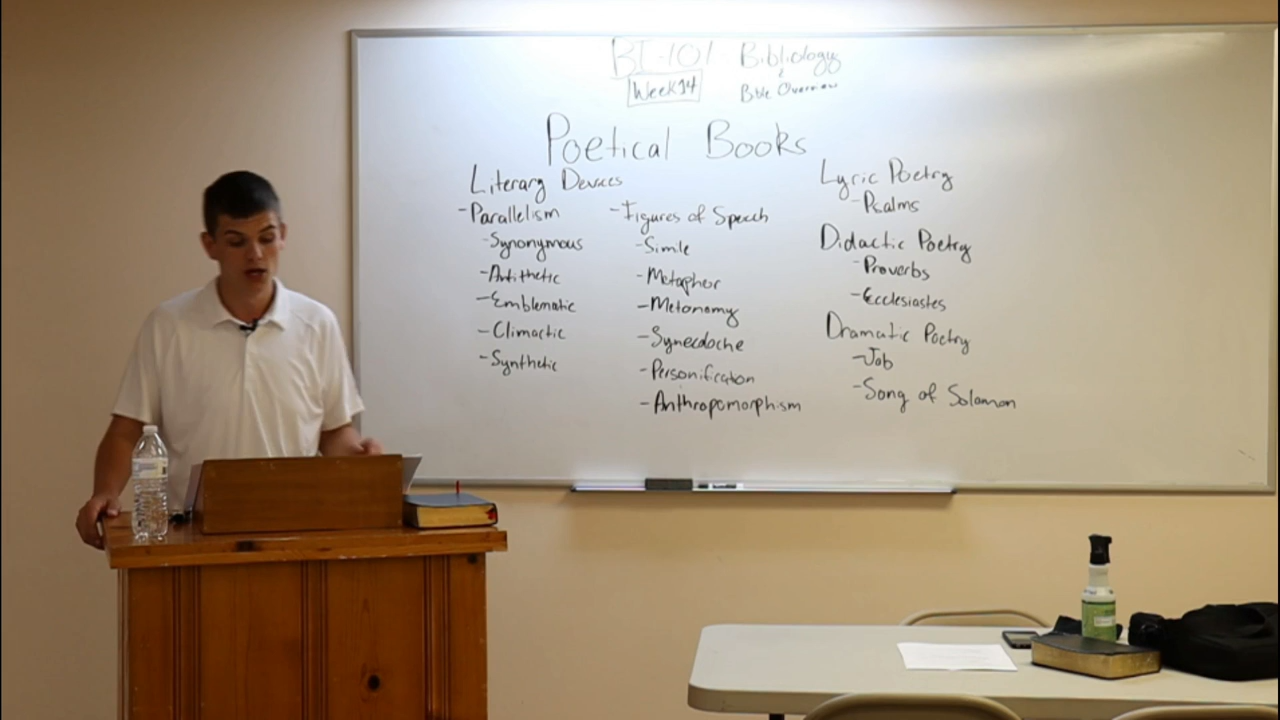 BI-101 Bibliology
Week 14
& Bible Overview
Poetical Books
Literary Devices
-Parallelism
-Synonymous
-Antithetic
-Emblematic
-Climactic
-Synthetic
-Figures of Speech
-Simile
-Metaphor
-Metonomy
-Synecdoche
-Personification
-Anthropomorphism
Lyric Poetry
-Psalms
Didactic Poetry
-Proverbs
-Ecclesiastes
Dramatic Poetry
-Job
-Song of Solomon